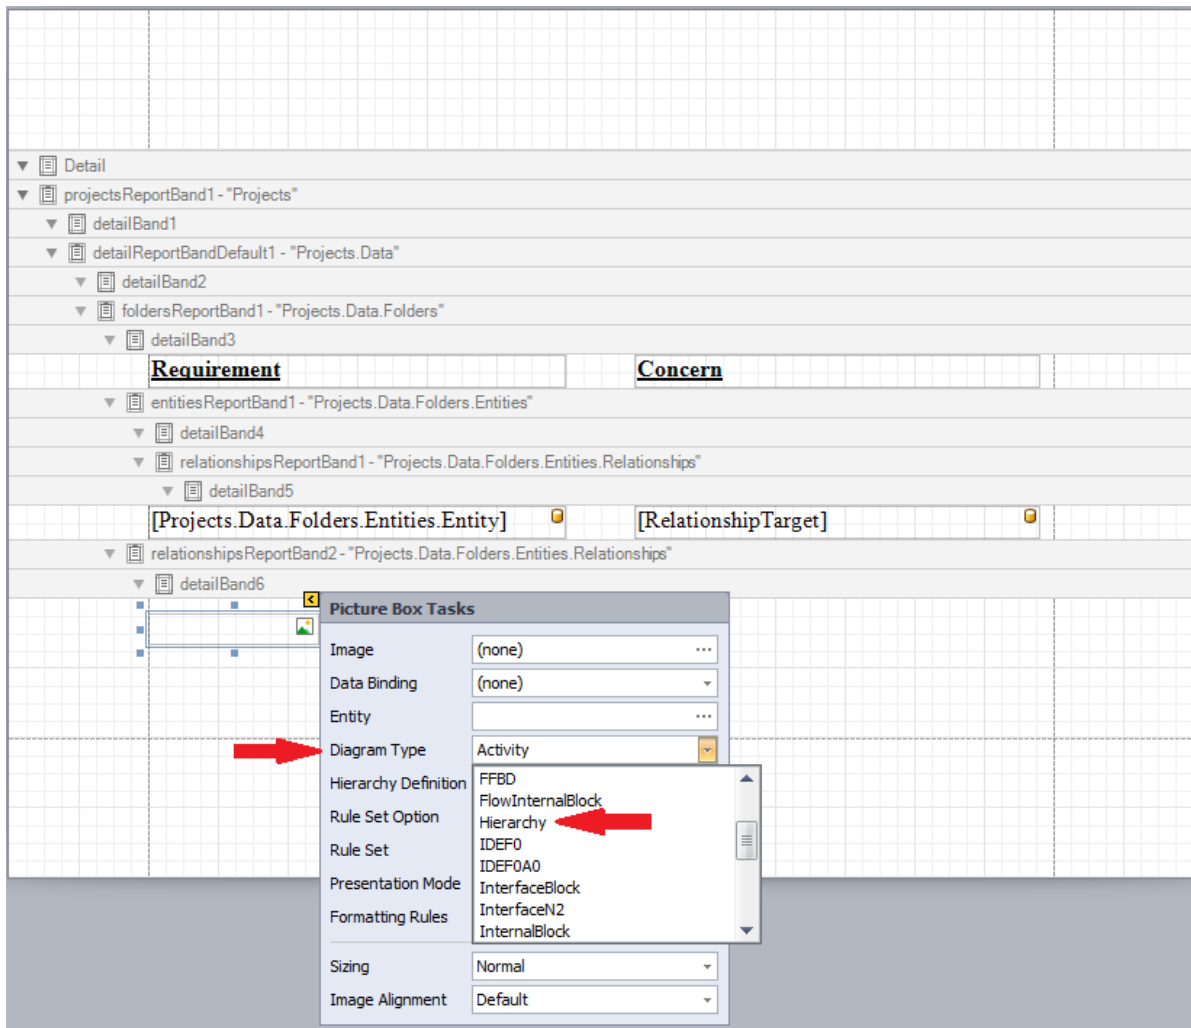 Detail
projectsReportBand1 - "Projects"
detailBand1
detailReportBandDefault1 - "Projects.Data"
detailBand2
foldersReportBand1 - "Projects.Data.Folders"
detailBand3
Requirement Concern
entitiesReportBand1 - "Projects.Data.Folders.Entities"
detailBand4
relationshipsReportBand1 - "Projects.Data.Folders.Entities.Relationships"
detailBand5
[Projects.Data.Folders.Entities.Entity] [RelationshipTarget]
relationshipsReportBand2 - "Projects.Data.Folders.Entities.Relationships"
detailBand6
Picture Box Tasks
Image (none)
Data Binding (none)
Entity
Diagram Type Activity
Hierarchy Definition
Rule Set Option
Rule Set
Presentation Mode
Formatting Rules
FFBD
FlowInternalBlock
Hierarchy
IDEF0
IDEF0A0
InterfaceBlock
InterfaceN2
InternalBlock
Sizing Normal
Image Alignment Default